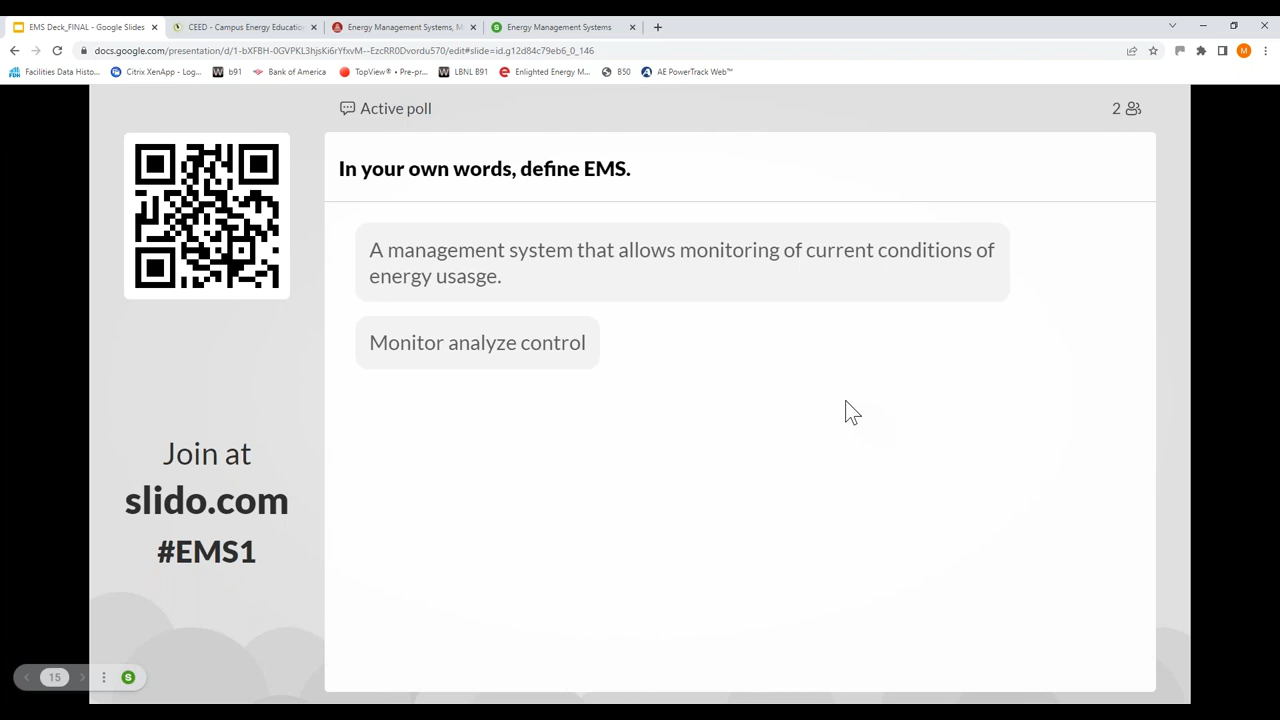 EMS Deck_FINAL - Google Slides
CEED - Campus Energy Educatio
Energy Management Systems, M
Energy Management Systems
docs.google.com/presentation/d/1-bXFBH-0GVPKL3hjsKi6rYfxvM--EzcRR0Dvordu570/edit#slide=id.g12d84c79eb6_0_146
M
Facilities Data Histo...
Citrix XenApp - Log...
b91
Bank of America
TopView® • Pre-pr...
LBNL B91
Enlighted Energy M...
B50
AE PowerTrack Web™
Active poll
2
In your own words, define EMS.
A management system that allows monitoring of current conditions of
energy usasge.
Monitor analyze control
Join at
slido.com
#EMS1
15
S